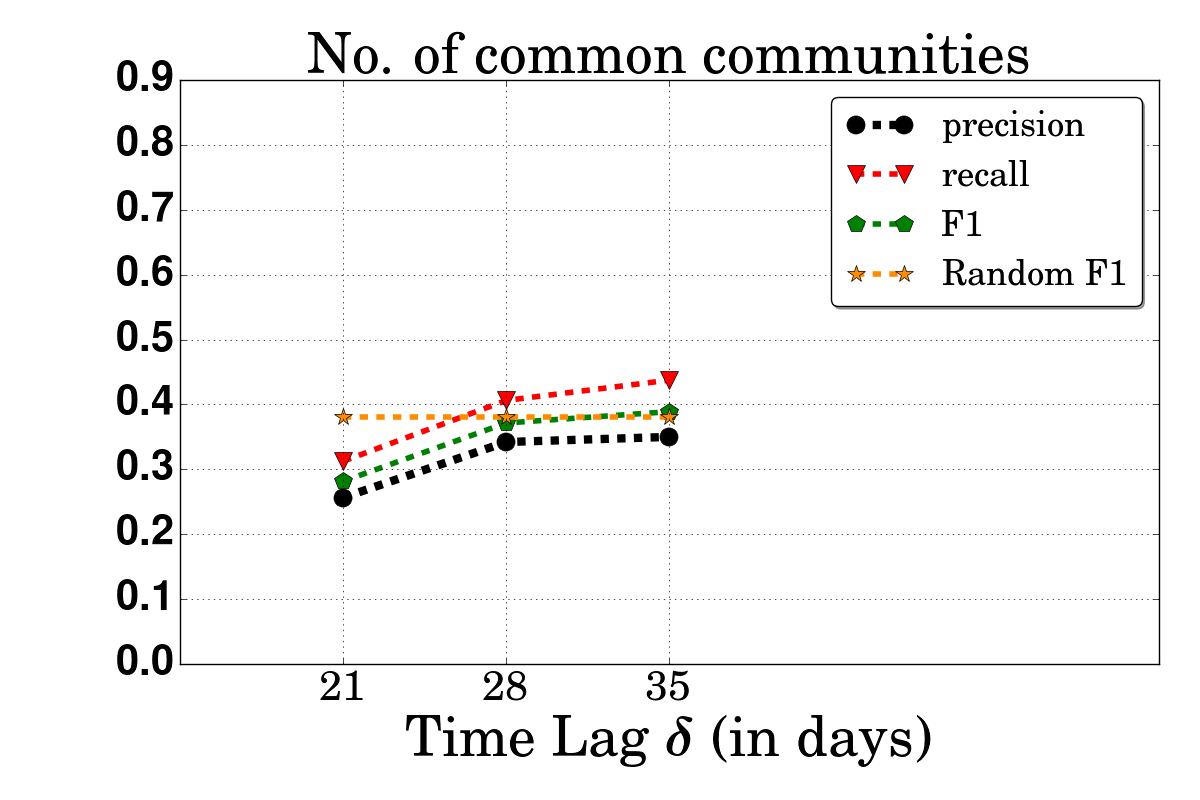 No. of common communities
0.9
0.8
0.7
0.6
0.5
0.4
0.3
0.2
0.1
0.0
precision
recall
F1
Random F1
21 28 35
Time Lag δ (in days)